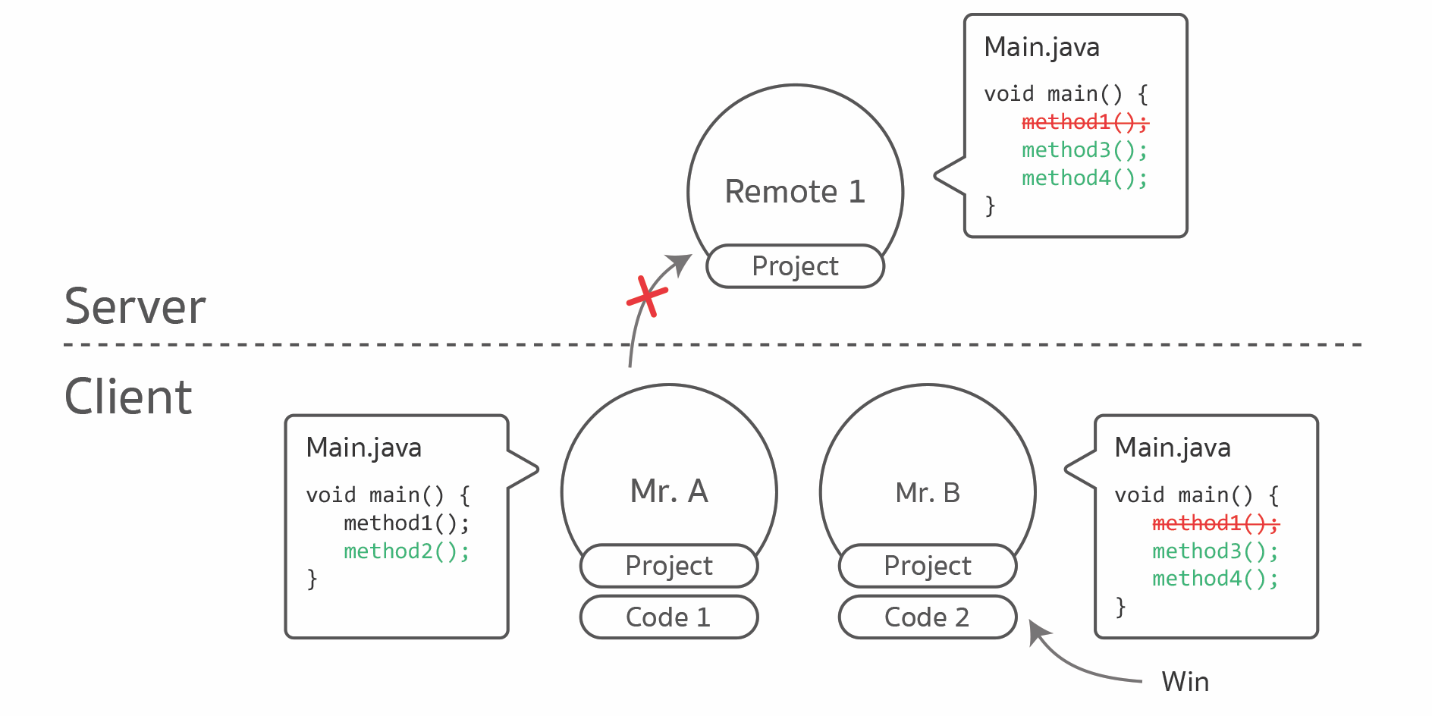 Main.java
void main() {
method1();
method3();
method4();
}
Remote 1
Project
Server
Client
Main.java
void main() {
method1();
method2();
}
Mr. A
Project
Code 1
Mr. B
Project
Code 2
Main.java
void main() {
method1();
method3();
method4();
}
Win